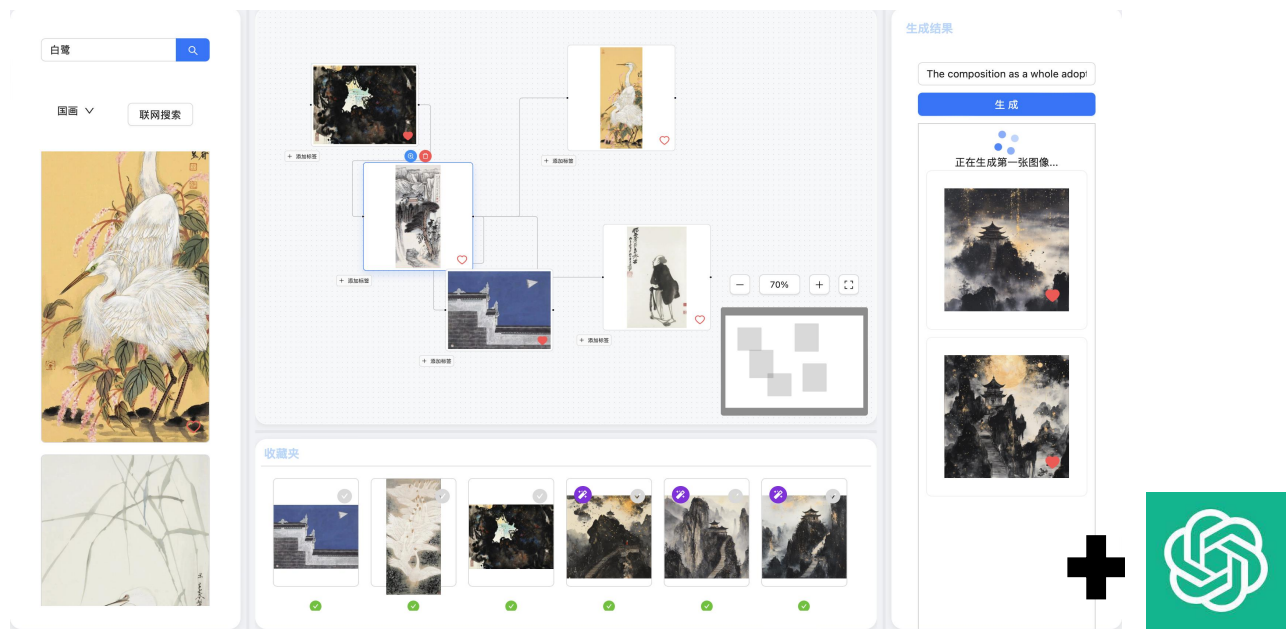 白鹭
国画
联网搜索
+ 添加标签
+ 添加标签
+ 添加标签
+ 添加标签
+ 添加标签
70%
收藏夹
生成结果
The composition as a whole adopt
生 成
正在生成第一张图像...